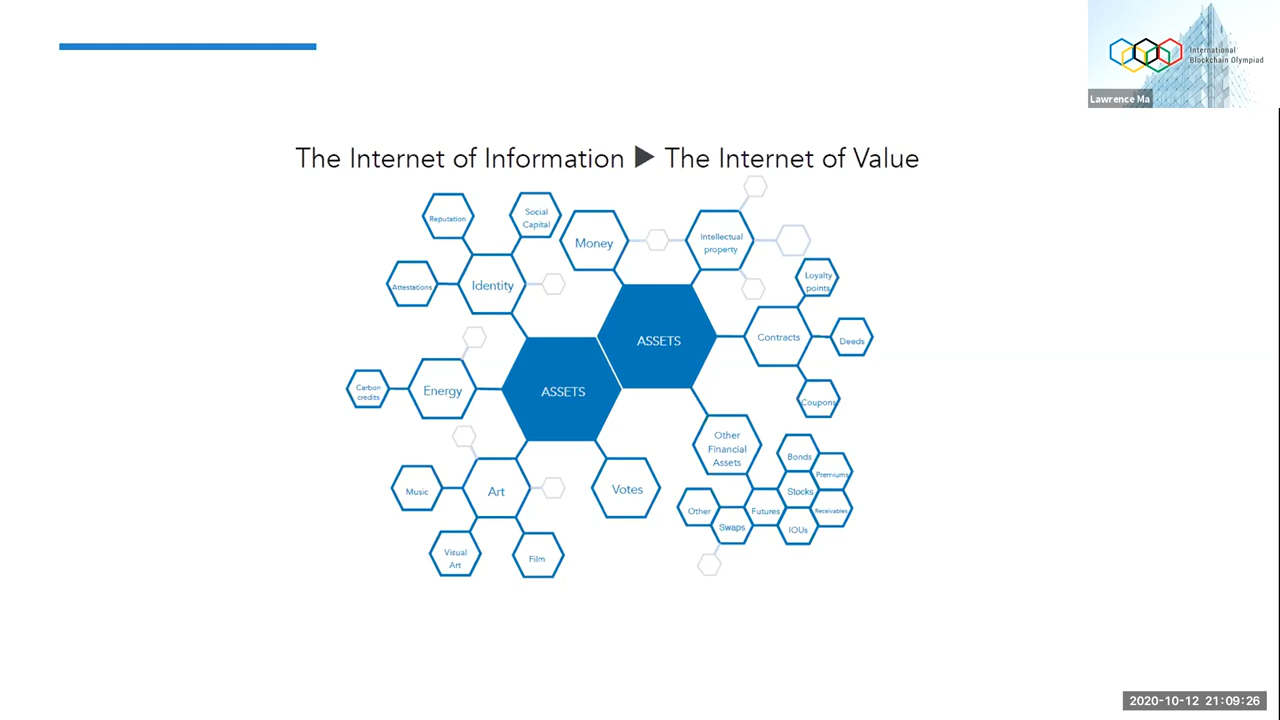 International
Blockchain Olympiad
Lawrence Ma
The Internet of Information ▶ The Internet of Value
Reputation
Social
Capital
Money
Intellectual
property
Attestations
Identity
Loyalty
points
ASSETS
Contracts
Deeds
Carbon
credits
Energy
ASSETS
Coupons
Other
Financial
Assets
Music
Art
Votes
Bonds
Premiums
Stocks
Other
Swaps
Futures
IOUs
Receivables
Visual
Art
Film
2020-10-12 21:09:26